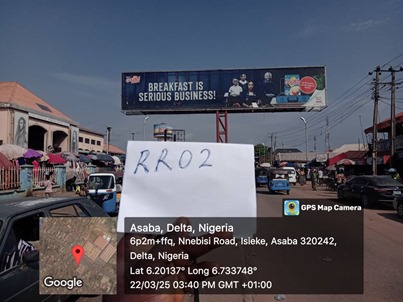 BREAKFAST IS
SERIOUS BUSINESS!
RR02
GPS Map Camera
Asaba, Delta, Nigeria
6p2m+ffq, Nnebisi Road, Isieke, Asaba 320242,
Delta, Nigeria
Lat 6.20137° Long 6.733748°
22/03/25 03:40 PM GMT +01:00
Google